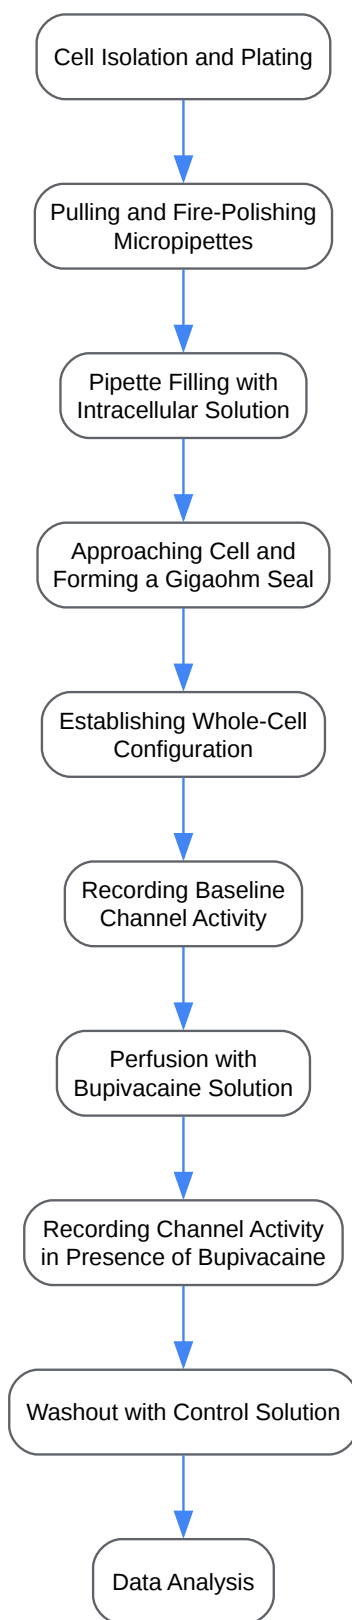 Cell Isolation and Plating
Pulling and Fire-Polishing
Micropipettes
Pipette Filling with
Intracellular Solution
Approaching Cell and
Forming a Gigaohm Seal
Establishing Whole-Cell
Configuration
Recording Baseline
Channel Activity
Perfusion with
Bupivacaine Solution
Recording Channel Activity
in Presence of Bupivacaine
Washout with Control Solution
Data Analysis